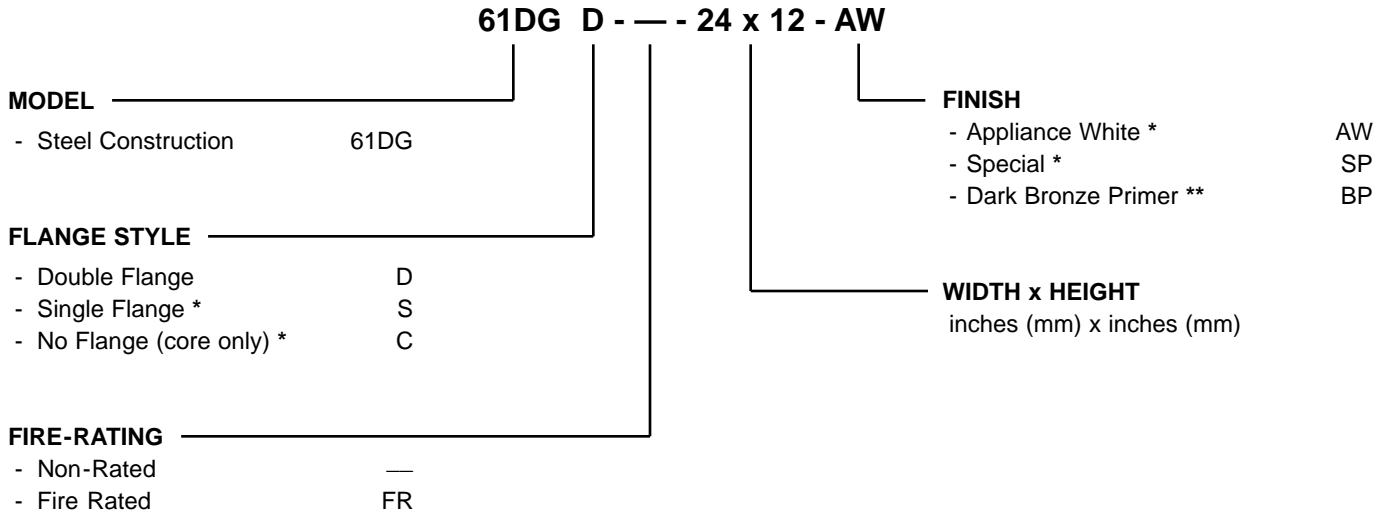 61DG D - — - 24 x 12 - AW
MODEL
- Steel Construction 61DG
FLANGE STYLE
- Double Flange D
- Single Flange * S
- No Flange (core only) * C
FIRE-RATING
- Non-Rated —
- Fire Rated FR
FINISH
- Appliance White * AW
- Special * SP
- Dark Bronze Primer ** BP
WIDTH x HEIGHT
inches (mm) x inches (mm)